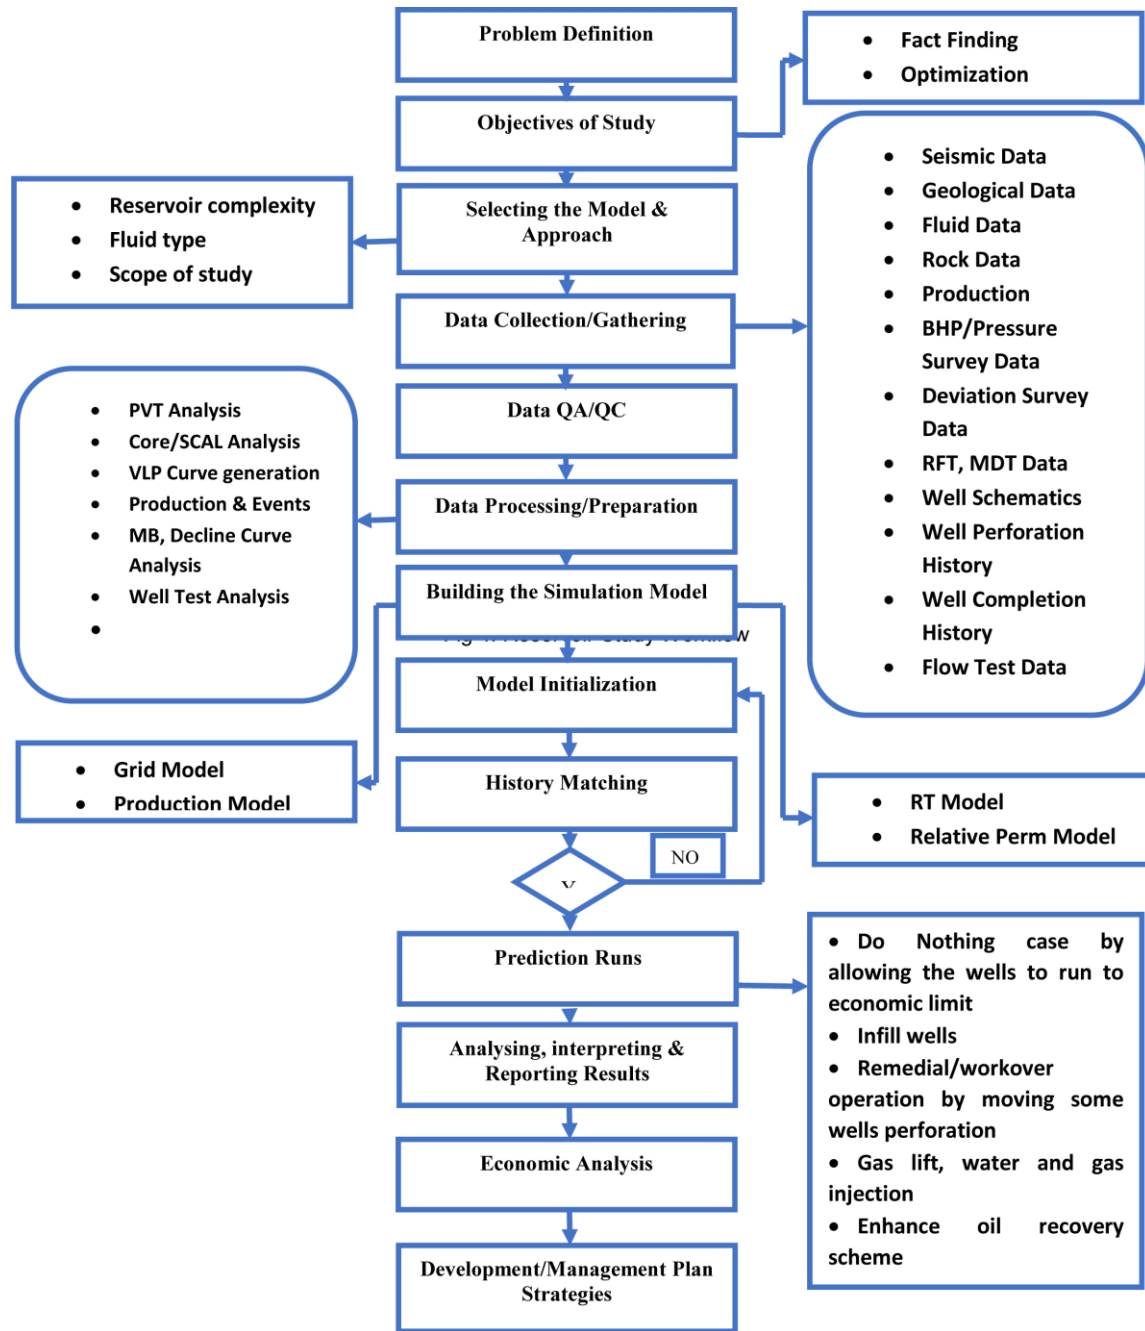 Problem Definition
• Fact Finding
• Optimization
Objectives of Study
• Seismic Data
• Geological Data
• Fluid Data
• Rock Data
• Production
• BHP/Pressure
Survey Data
• Deviation Survey
Data
• RFT, MDT Data
• Well Schematics
• Well Perforation
History
• Well Completion
History
• Flow Test Data
• Reservoir complexity
• Fluid type
• Scope of study
Selecting the Model &
Approach
Data Collection/Gathering
Data QA/QC
• PVT Analysis
• Core/SCAL Analysis
• VLP Curve generation
• Production & Events
• MB, Decline Curve
Analysis
• Well Test Analysis
•
Data Processing/Preparation
Building the Simulation Model
Study Workflow
Model Initialization
• Grid Model
• Production Model
History Matching
• RT Model
• Relative Perm Model
NO
Prediction Runs
• Do Nothing case by
allowing the wells to run to
economic limit
• Infill wells
• Remedial/workover
operation by moving some
wells perforation
• Gas lift, water and gas
injection
• Enhance oil recovery
scheme
Analysing, interpreting &
Reporting Results
Economic Analysis
Development/Management Plan
Strategies